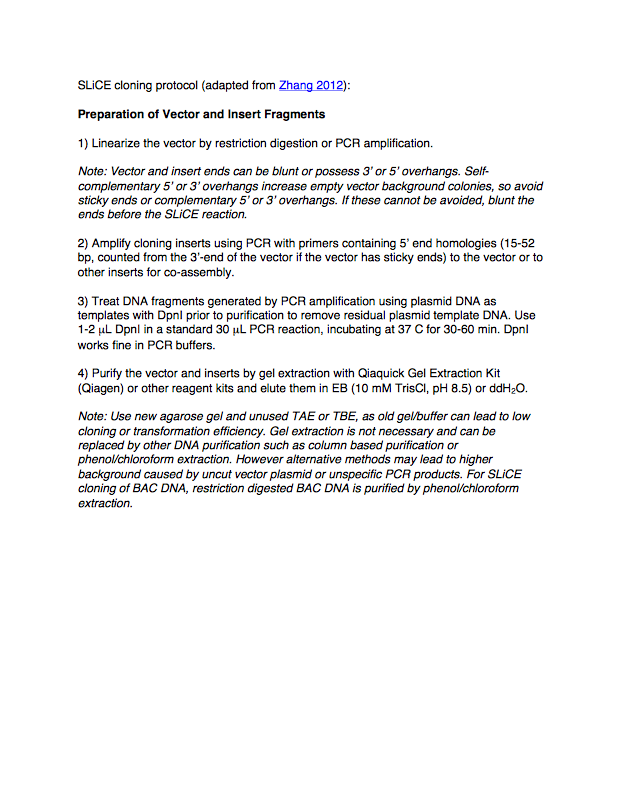 SLiCE cloning protocol (adapted from Zhang 2012):
Preparation of Vector and Insert Fragments
1) Linearize the vector by restriction digestion or PCR amplification.
Note: Vector and insert ends can be blunt or possess 3’ or 5’ overhangs. Self-
complementary 5’ or 3’ overhangs increase empty vector background colonies, so avoid
sticky ends or complementary 5’ or 3’ overhangs. If these cannot be avoided, blunt the
ends before the SLiCE reaction.
2) Amplify cloning inserts using PCR with primers containing 5’ end homologies (15-52
bp, counted from the 3’-end of the vector if the vector has sticky ends) to the vector or to
other inserts for co-assembly.
3) Treat DNA fragments generated by PCR amplification using plasmid DNA as
templates with DpnI prior to purification to remove residual plasmid template DNA. Use
1-2 μL DpnI in a standard 30 μL PCR reaction, incubating at 37 C for 30-60 min. DpnI
works fine in PCR buffers.
4) Purify the vector and inserts by gel extraction with Qiaquick Gel Extraction Kit
(Qiagen) or other reagent kits and elute them in EB (10 mM TrisCl, pH 8.5) or ddH₂O.
Note: Use new agarose gel and unused TAE or TBE, as old gel/buffer can lead to low
cloning or transformation efficiency. Gel extraction is not necessary and can be
replaced by other DNA purification such as column based purification or
phenol/chloroform extraction. However alternative methods may lead to higher
background caused by uncut vector plasmid or unspecific PCR products. For SLiCE
cloning of BAC DNA, restriction digested BAC DNA is purified by phenol/chloroform
extraction.